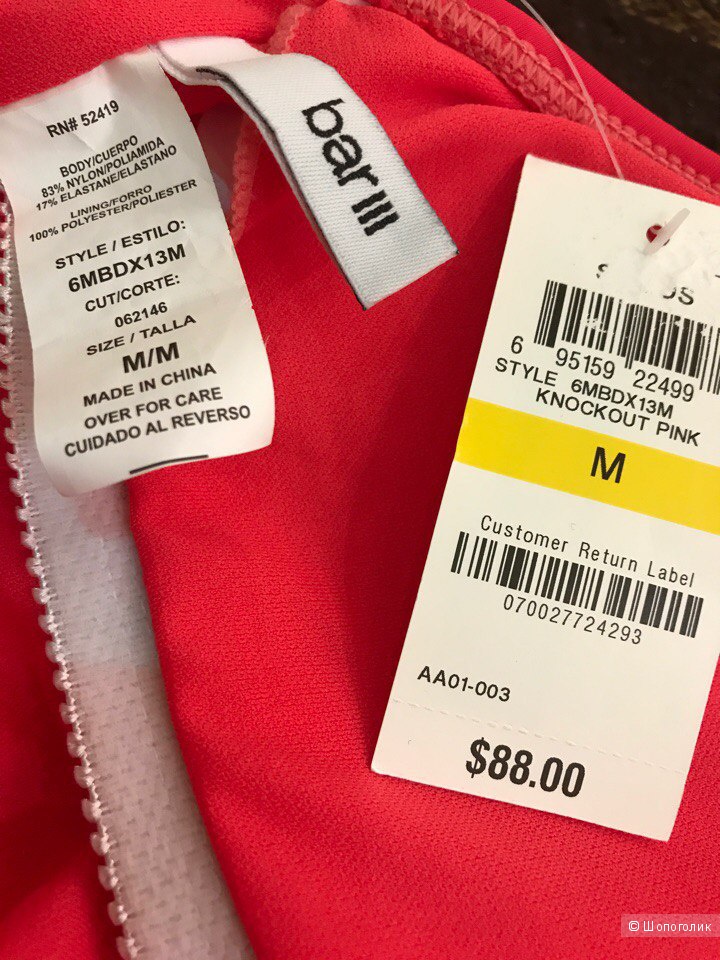 RN# 52419
BODY/CUERPO
83% NYLON/POLIAMIDA
17% ELASTANE/ELASTANO
LINING/FORRO
100% POLYESTER/POLIESTER
STYLE / ESTILO:
6MBDX13M
CUT/CORTE:
062146
SIZE / TALLA
M/M
MADE IN CHINA
OVER FOR CARE
CUIDADO AL REVERSO
bar III
6 95159 22499
STYLE 6MBDX13M
KNOCKOUT PINK
M
Customer Return Label
070027724293
AA01-003
$88.00
© Шопоголик